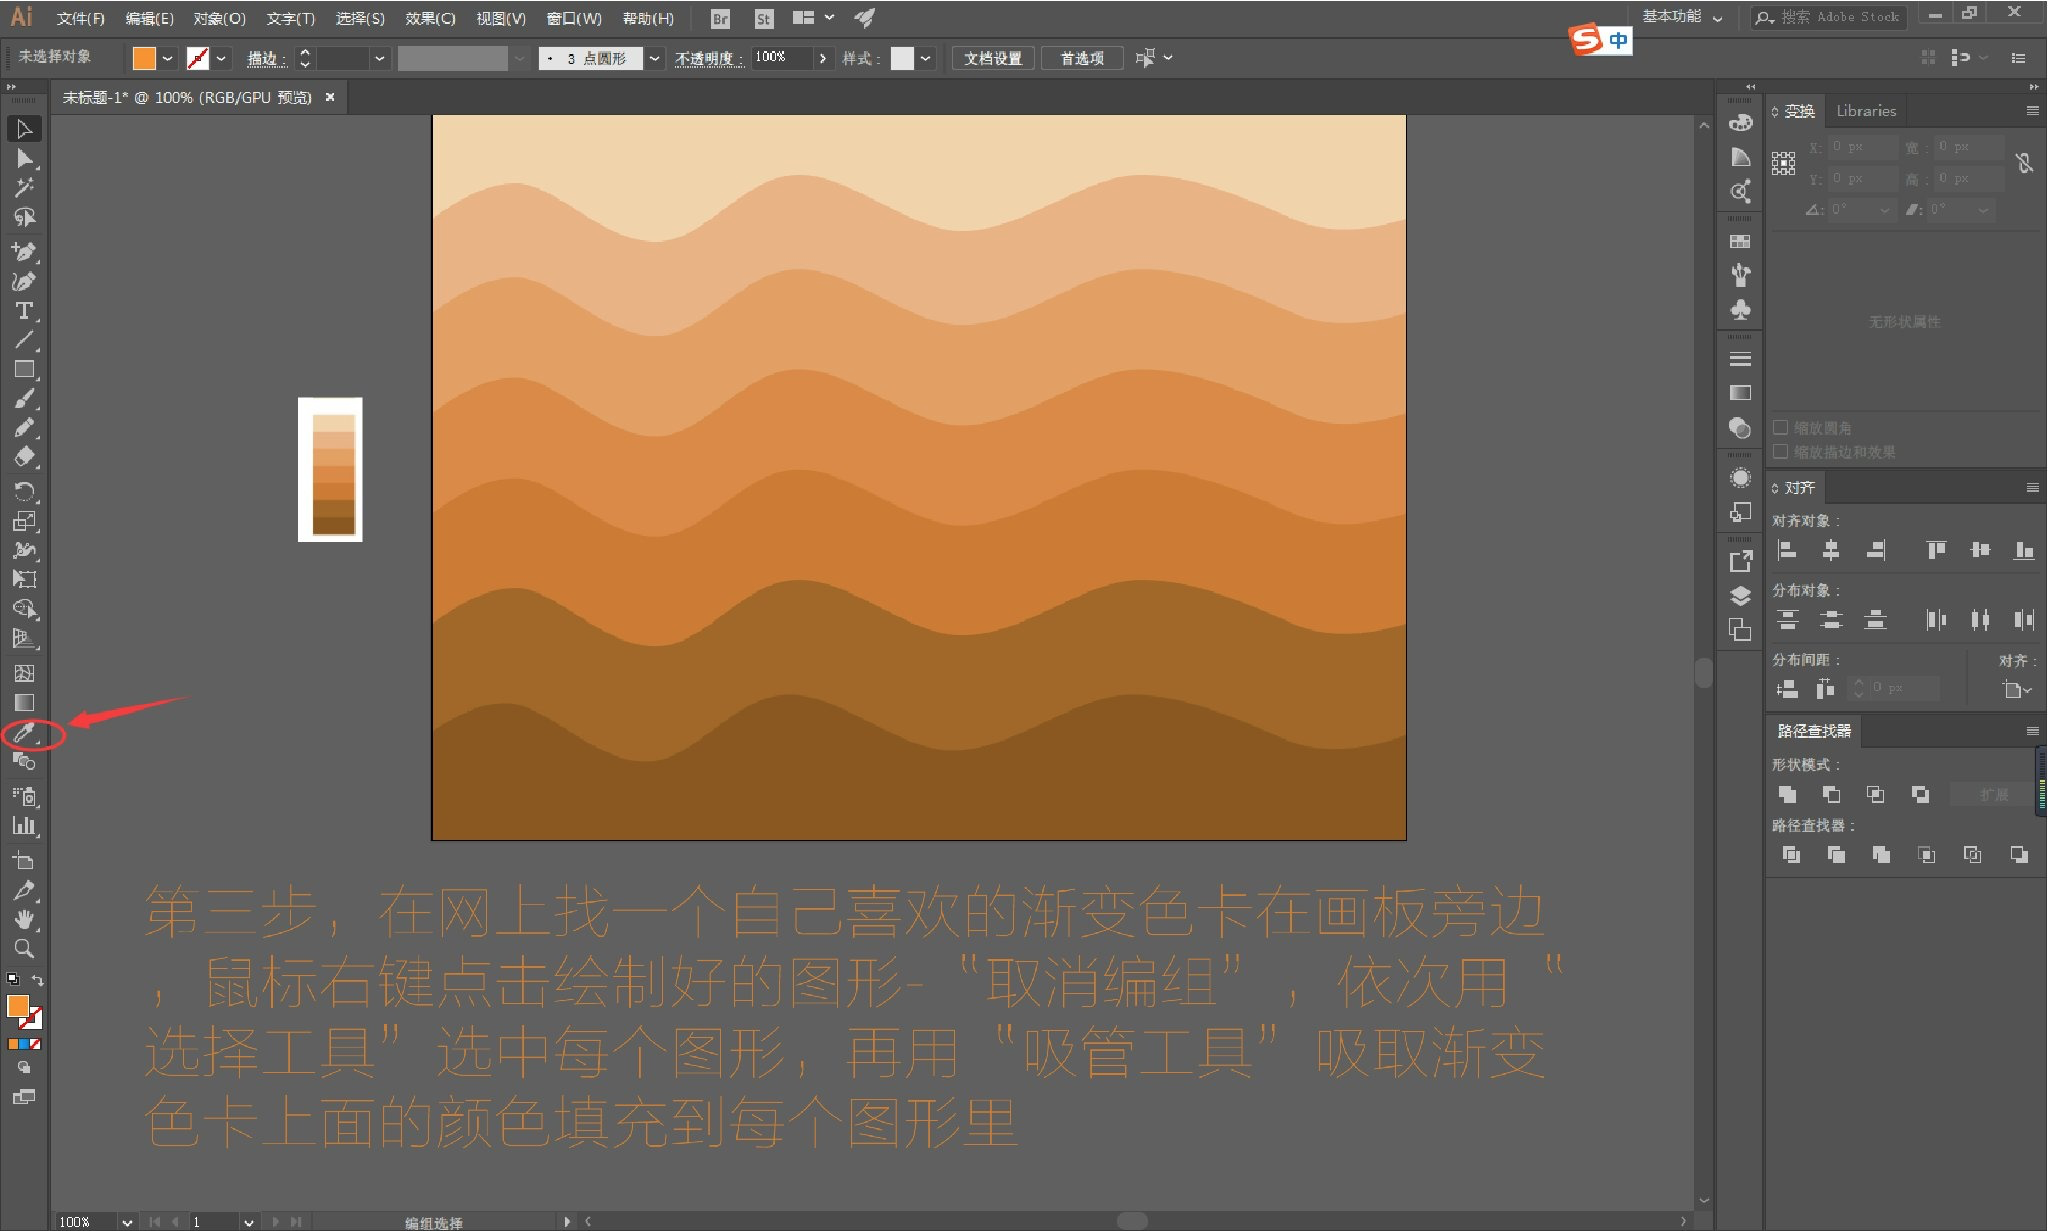 Ai 文件(F) 编辑(E) 对象(O) 文字(T) 选择(S) 效果(C) 视图(V) 窗口(W) 帮助(H) Br St 基本功能 搜索 Adobe Stock
未选择对象 描边: 3 点圆形 不透明度: 100% 样式: 文档设置 首选项 S 中
未标题-1* @ 100% (RGB/GPU 预览) ×
变换 Libraries
X: 0 px 宽: 0 px
Y: 0 px 高: 0 px
0° 0°
无形状属性
缩放圆角
缩放描边和效果
对齐
对齐对象:
分布对象:
分布间距: 对齐:
0 px
路径查找器
形状模式:
扩展
路径查找器:
第三步，在网上找一个自己喜欢的渐变色卡在画板旁边
，鼠标右键点击绘制好的图形-“取消编组”，依次用“
选择工具”选中每个图形，再用“吸管工具”吸取渐变
色卡上面的颜色填充到每个图形里
100% 1 编组选择